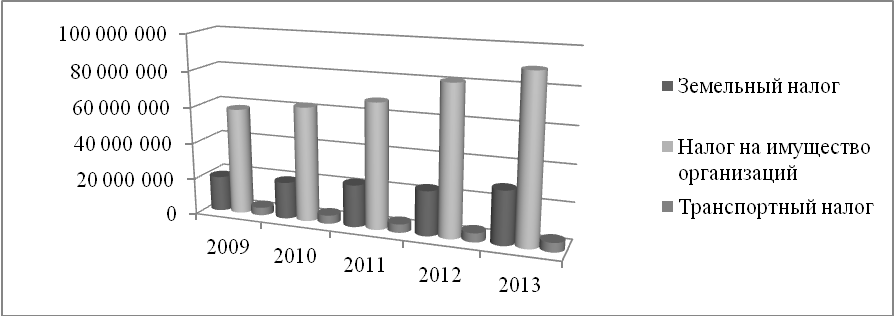 100 000 000
80 000 000
60 000 000
40 000 000
20 000 000
0
2009
2010
2011
2012
2013
Земельный налог
Налог на имущество
организаций
Транспортный налог